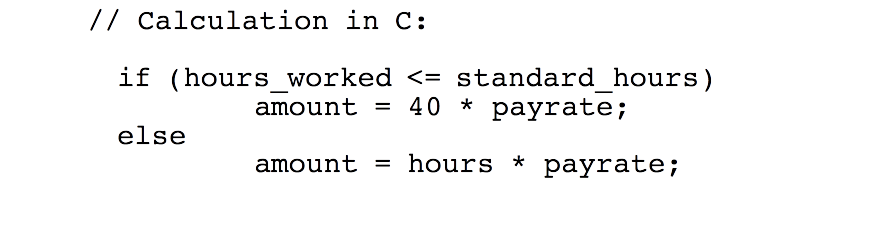 // Calculation in C:
if (hours_worked <= standard_hours)
amount = 40 * payrate;
else
amount = hours * payrate;